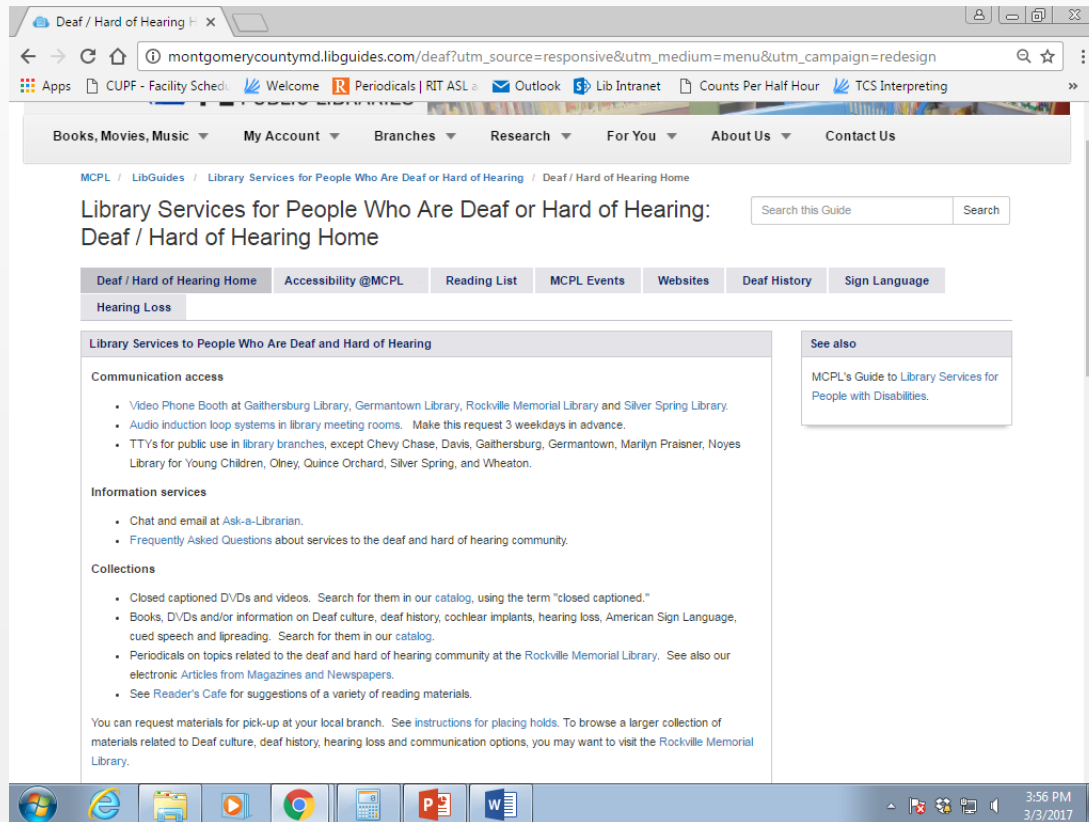 Deaf / Hard of Hearing H
montgomerycountymd.libguides.com/deaf?utm_source=responsive&utm_medium=menu&utm_campaign=redesign
Apps CUPF - Facility Schedu Welcome Periodicals | RIT ASL a Outlook Lib Intranet Counts Per Half Hour TCS Interpreting »
PUBLIC LIBRARIES
Books, Movies, Music My Account Branches Research For You About Us Contact Us
MCPL / LibGuides / Library Services for People Who Are Deaf or Hard of Hearing / Deaf / Hard of Hearing Home
Library Services for People Who Are Deaf or Hard of Hearing:
Deaf / Hard of Hearing Home
Search this Guide Search
Deaf / Hard of Hearing Home Accessibility @MCPL Reading List MCPL Events Websites Deaf History Sign Language
Hearing Loss
Library Services to People Who Are Deaf and Hard of Hearing
Communication access
• Video Phone Booth at Gaithersburg Library, Germantown Library, Rockville Memorial Library and Silver Spring Library.
• Audio induction loop systems in library meeting rooms. Make this request 3 weekdays in advance.
• TTYs for public use in library branches, except Chevy Chase, Davis, Gaithersburg, Germantown, Marilyn Praisner, Noyes
Library for Young Children, Olney, Quince Orchard, Silver Spring, and Wheaton.
Information services
• Chat and email at Ask-a-Librarian.
• Frequently Asked Questions about services to the deaf and hard of hearing community.
Collections
• Closed captioned DVDs and videos. Search for them in our catalog, using the term "closed captioned."
• Books, DVDs and/or information on Deaf culture, deaf history, cochlear implants, hearing loss, American Sign Language,
cued speech and lipreading. Search for them in our catalog.
• Periodicals on topics related to the deaf and hard of hearing community at the Rockville Memorial Library. See also our
electronic Articles from Magazines and Newspapers.
• See Reader's Cafe for suggestions of a variety of reading materials.
You can request materials for pick-up at your local branch. See instructions for placing holds. To browse a larger collection of
materials related to Deaf culture, deaf history, hearing loss and communication options, you may want to visit the Rockville Memorial
Library.
See also
MCPL's Guide to Library Services for
People with Disabilities.
3:56 PM
3/3/2017